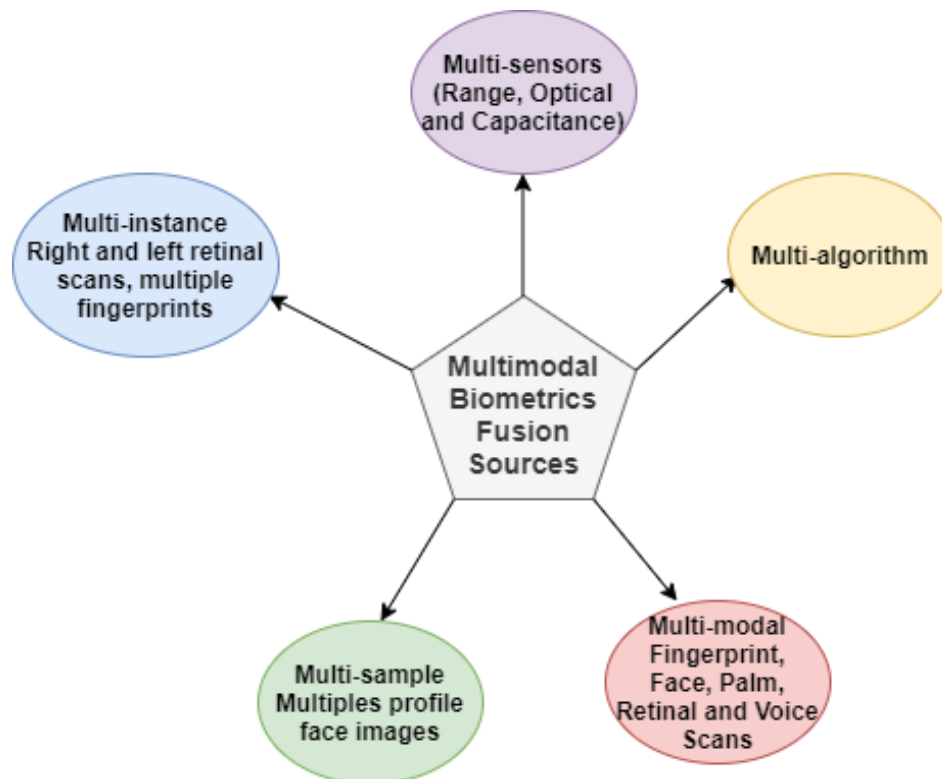 Multi-sensors
(Range, Optical
and Capacitance)
Multi-instance
Right and left retinal
scans, multiple
fingerprints
Multi-algorithm
Multimodal
Biometrics
Fusion
Sources
Multi-sample
Multiples profile
face images
Multi-modal
Fingerprint,
Face, Palm,
Retinal and Voice
Scans